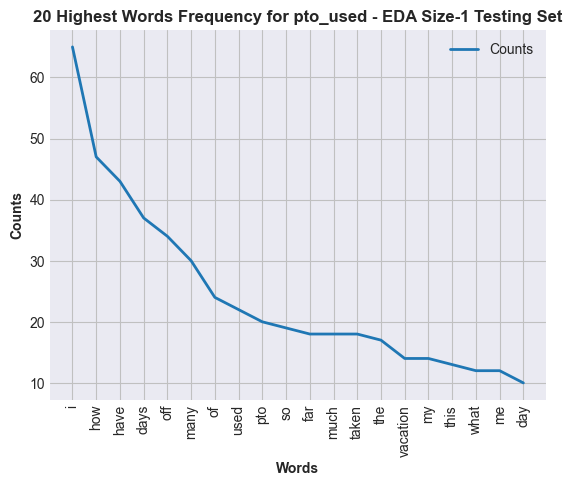 20 Highest Words Frequency for pto_used - EDA Size-1 Testing Set
Counts
60
50
40
30
20
10
Counts
i
how
have
days
off
many
of
used
pto
so
far
much
taken
the
vacation
my
this
what
me
day
Words